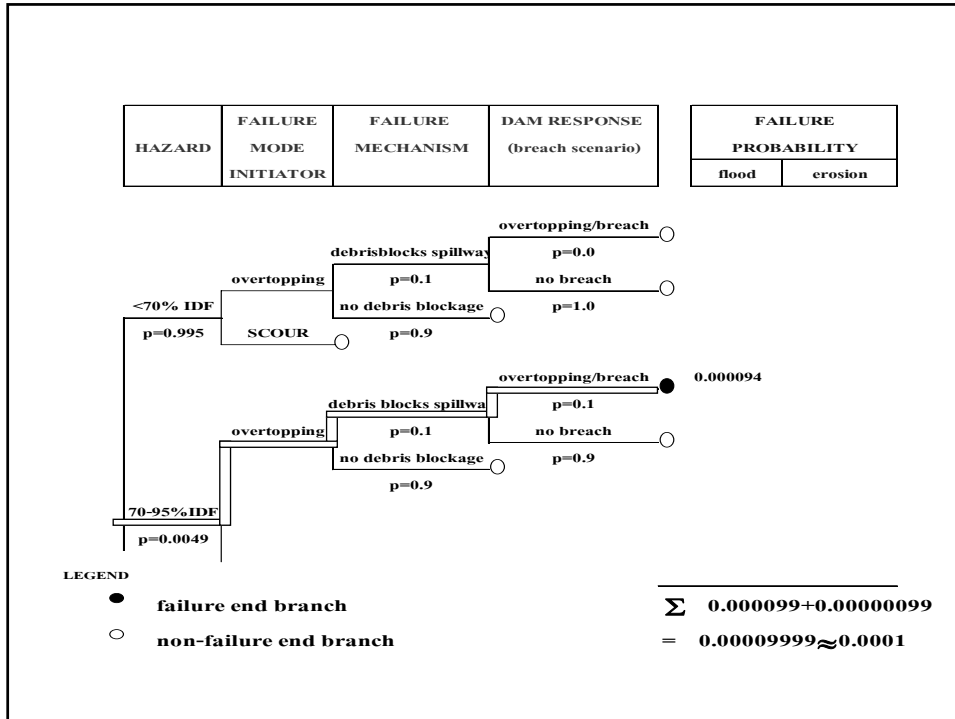 HAZARD
FAILURE
MODE
INITIATOR
FAILURE
MECHANISM
DAM RESPONSE
(breach scenario)
FAILURE
PROBABILITY
flood
erosion
overtopping/breach
debrisblocks spillway
p=0.0
overtopping
p=0.1
no breach
<70% IDF
no debris blockage
p=1.0
p=0.995
SCOUR
p=0.9
overtopping/breach
0.000094
debris blocks spillwa
p=0.1
overtopping
p=0.1
no breach
no debris blockage
p=0.9
p=0.9
70-95%IDF
p=0.0049
LEGEND
failure end branch
Σ 0.000099+0.00000099
non-failure end branch
= 0.00009999≈0.0001